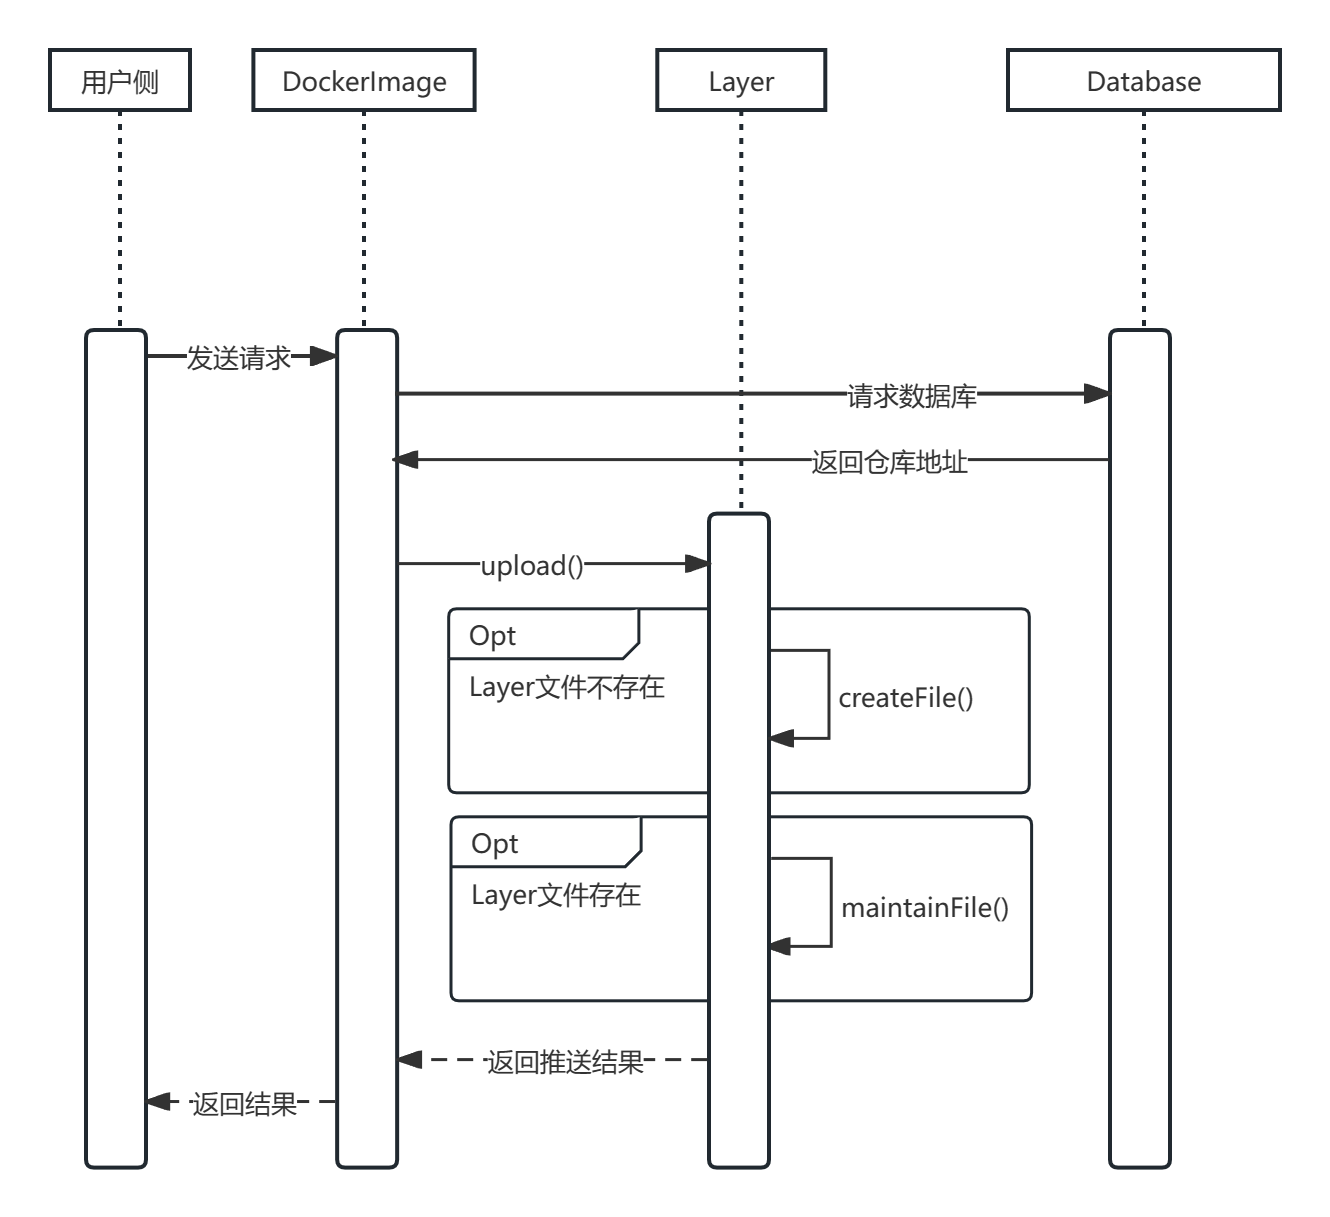 用户侧
DockerImage
Layer
Database
发送请求
请求数据库
返回仓库地址
upload()
Opt
Layer文件不存在
createFile()
Opt
Layer文件存在
maintainFile()
返回推送结果
返回结果